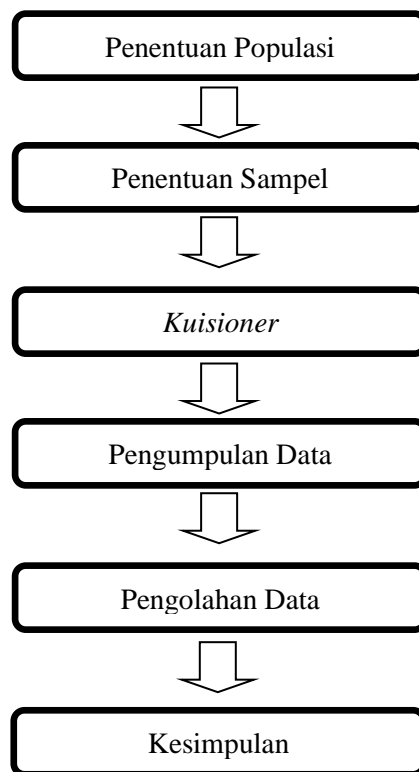 Penentuan Populasi
Penentuan Sampel
Kuisioner
Pengumpulan Data
Pengolahan Data
Kesimpulan